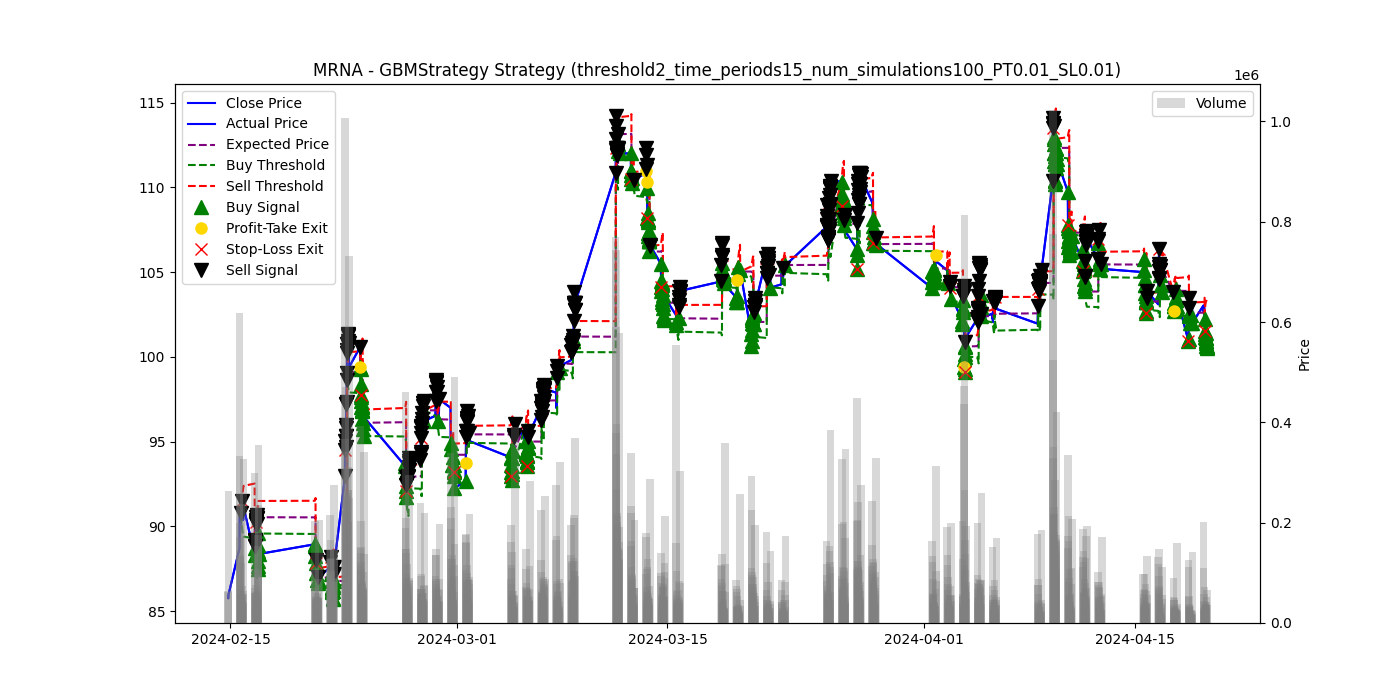 MRNA - GBMStrategy Strategy (threshold2_time_periods15_num_simulations100_PT0.01_SL0.01)
1e6
Close Price
Actual Price
Expected Price
Buy Threshold
Sell Threshold
Buy Signal
Profit-Take Exit
Stop-Loss Exit
Sell Signal
Volume
115
110
105
100
95
90
85
1.0
0.8
0.6
0.4
0.2
0.0
Price
2024-02-15
2024-03-01
2024-03-15
2024-04-01
2024-04-15